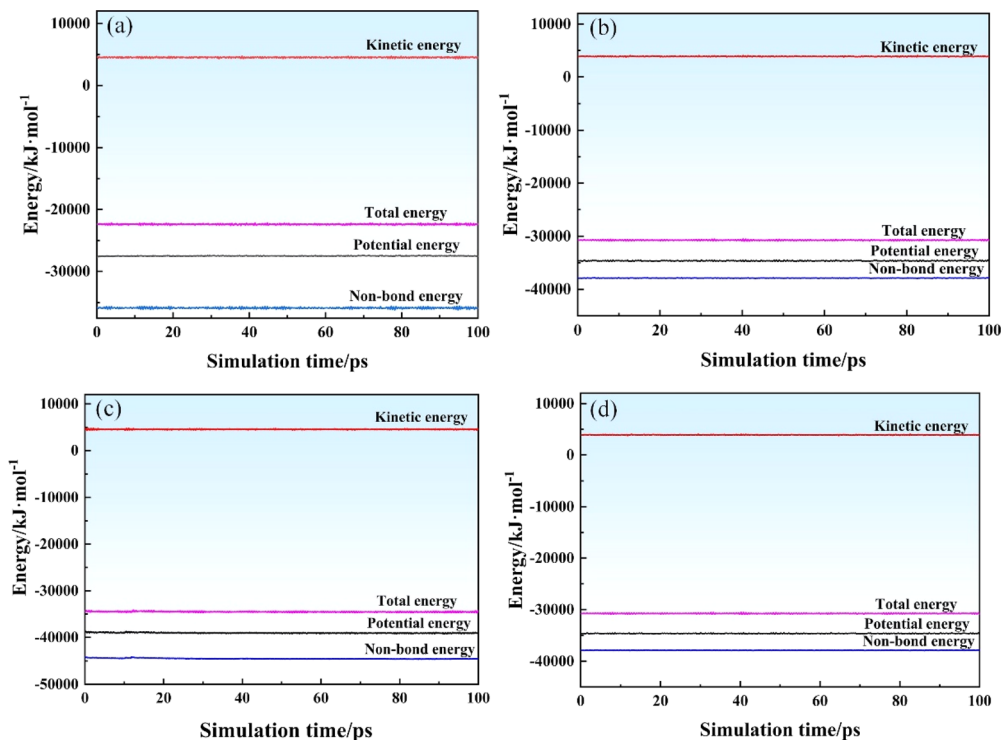 (a)
Energy/kJ·mol⁻¹
10000
0
-10000
-20000
-30000
Kinetic energy
Total energy
Potential energy
Non-bond energy
0 20 40 60 80 100
Simulation time/ps
(b)
Energy/kJ·mol⁻¹
10000
0
-10000
-20000
-30000
-40000
Kinetic energy
Total energy
Potential energy
Non-bond energy
0 20 40 60 80 100
Simulation time/ps
(c)
Energy/kJ·mol⁻¹
10000
0
-10000
-20000
-30000
-40000
-50000
Kinetic energy
Total energy
Potential energy
Non-bond energy
0 20 40 60 80 100
Simulation time/ps
(d)
Energy/kJ·mol⁻¹
10000
0
-10000
-20000
-30000
-40000
Kinetic energy
Total energy
Potential energy
Non-bond energy
0 20 40 60 80 100
Simulation time/ps